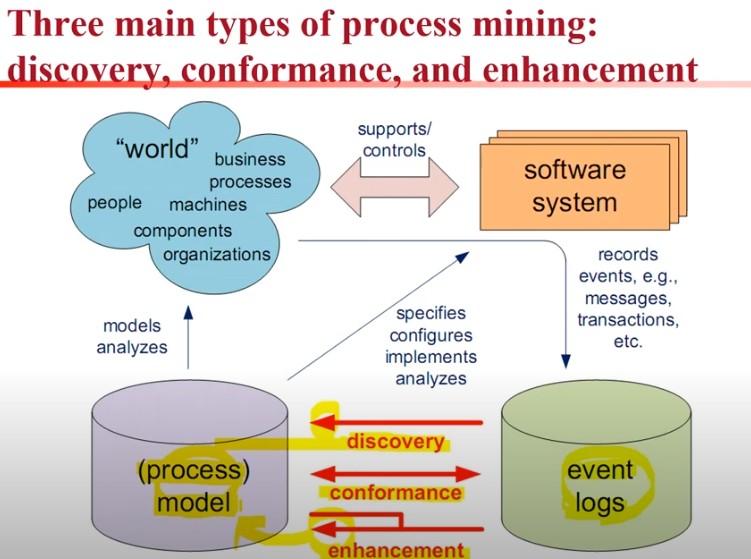 Three main types of process mining:
discovery, conformance, and enhancement
“world”
business
processes
people
machines
components
organizations
supports/
controls
software
system
records
events, e.g.,
messages,
transactions,
etc.
models
analyzes
specifies
configures
implements
analyzes
(process)
model
discovery
conformance
enhancement
event
logs